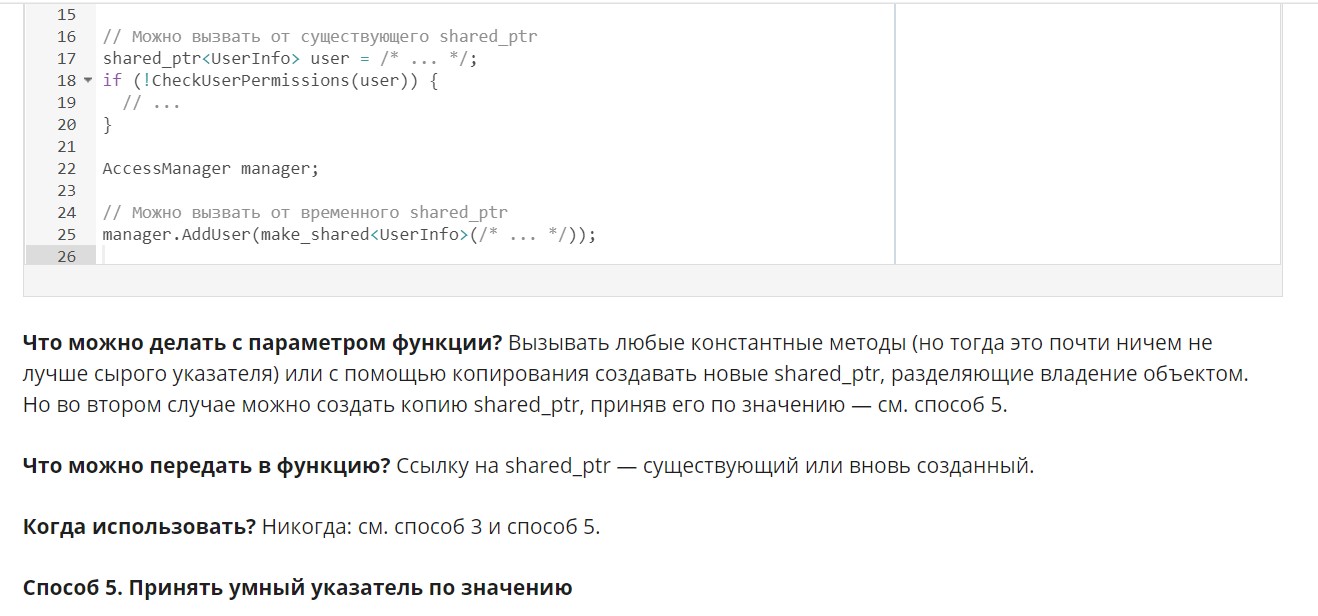 15
16 // Можно вызвать от существующего shared_ptr
17 shared_ptr<UserInfo> user = /* ... */;
18 if (!CheckUserPermissions(user)) {
19 // ...
20 }
21
22 AccessManager manager;
23
24 // Можно вызвать от временного shared_ptr
25 manager.AddUser(make_shared<UserInfo>(/* ... */));
26
Что можно делать с параметром функции? Вызывать любые константные методы (но тогда это почти ничем не
лучше сырого указателя) или с помощью копирования создавать новые shared_ptr, разделяющие владение объектом.
Но во втором случае можно создать копию shared_ptr, приняв его по значению — см. способ 5.
Что можно передать в функцию? Ссылку на shared_ptr — существующий или вновь созданный.
Когда использовать? Никогда: см. способ 3 и способ 5.
Способ 5. Принять умный указатель по значению